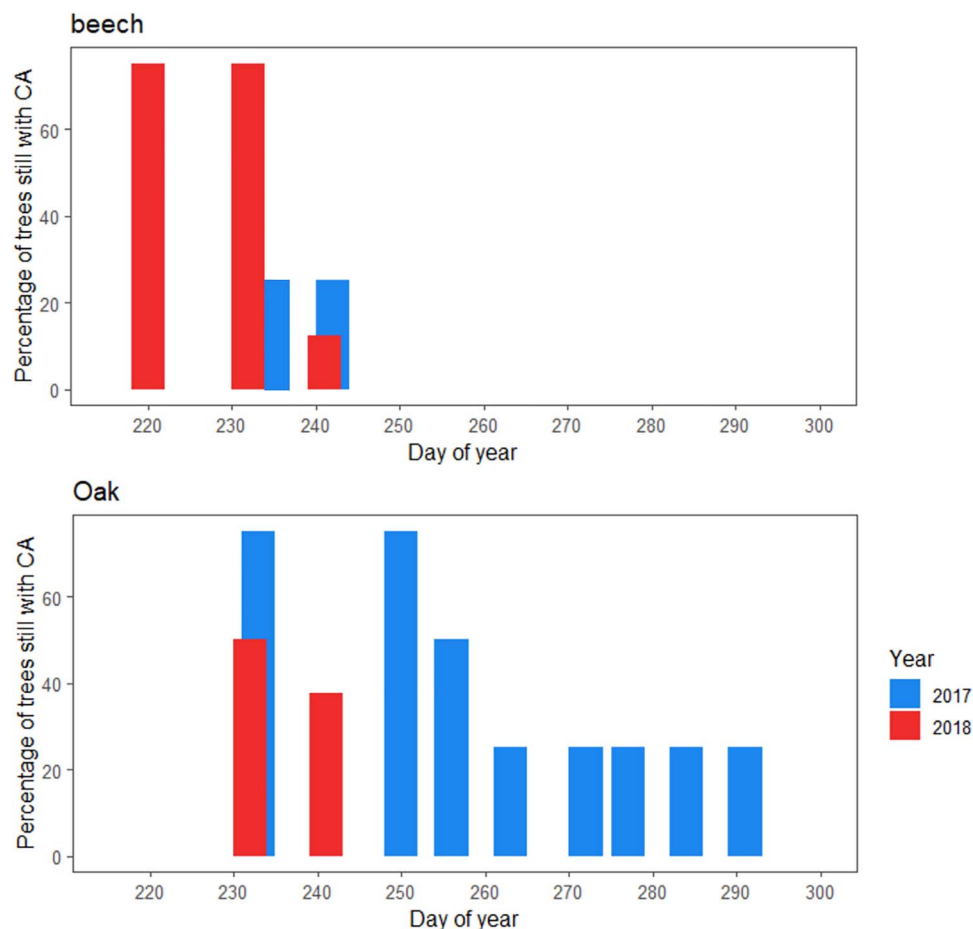 beech
Percentage of trees still with CA
60
40
20
0
220 230 240 250 260 270 280 290 300
Day of year
Oak
Percentage of trees still with CA
60
40
20
0
220 230 240 250 260 270 280 290 300
Day of year
Year
2017
2018